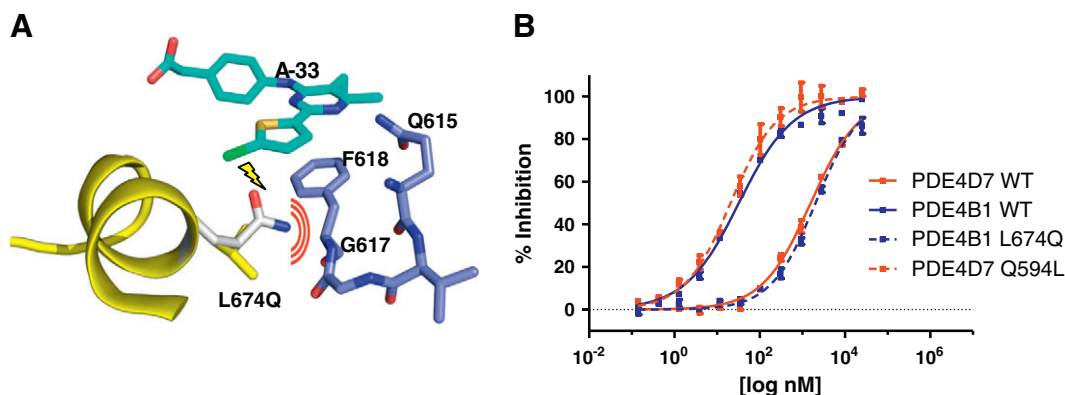 A
A-33
Q615
F618
G617
L674Q
B
% Inhibition
100
80
60
40
20
0
10-2
100
102
104
106
[log nM]
PDE4D7 WT
PDE4B1 WT
PDE4B1 L674Q
PDE4D7 Q594L